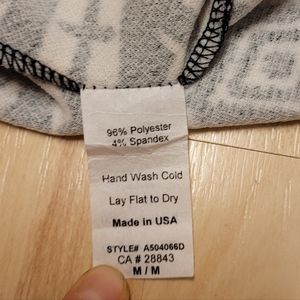 96% Polyester
4% Spandex
Hand Wash Cold
Lay Flat to Dry
Made in USA
STYLE# A504066D
CA # 28843
M / M